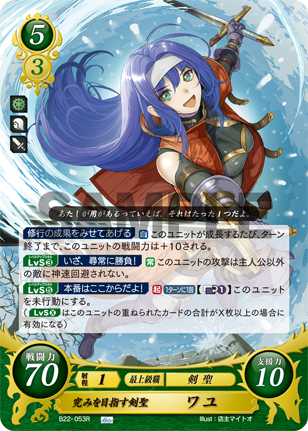 5
3
あたしが用があるっていえば、それはたった１つだよ。
修行の成果をみせてあげる 自 このユニットが成長するたび、ターン
終了まで、このユニットの戦闘力は＋10される。
LvS③ いざ、尋常に勝負！ 常 このユニットの攻撃は主人公以外
の敵に神速回避されない。
LvS⑤ 本番はここからだよ！ 起 1ターンに1回 【１】このユニット
を未行動にする。
（LvS⊗ このユニットの重ねられたカードの合計がX枚以上の場合に
有効になる）
戦闘力
70
射程 1 最上級職 剣聖
究みを目指す剣聖 ワユ
支援力
10
B22-053R
Illust：店主マイトオ